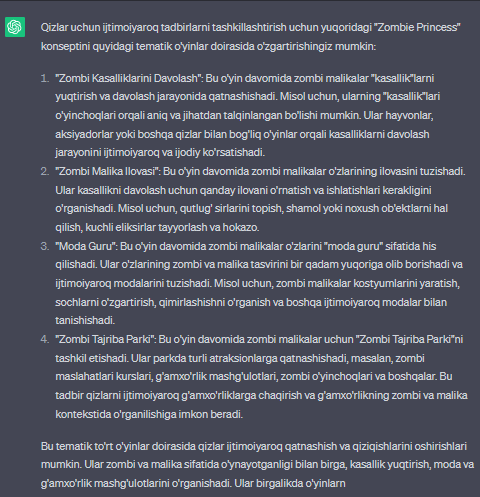 Qizlar uchun ijtimoiyaroq tadbirlarni tashkillashtirish uchun yuqoridagi "Zombie Princess"
konseptini quyidagi tematik o'yinlar doirasida o'zgartirishingiz mumkin:
1. "Zombi Kasalliklarini Davolash": Bu o'yin davomida zombi malikalar "kasallik"larni
yuqtirish va davolash jarayonida qatnashishadi. Misol uchun, ularning "kasallik"lari
o'yinchoqlari orqali aniq va jihatdan talqinlangan bo'lishi mumkin. Ular hayvonlar,
aksiyadorlar yoki boshqa qizlar bilan bog'liq o'yinlar orqali kasalliklarni davolash
jarayonini ijtimoiyaroq va ijodiy ko'rsatishadi.
2. "Zombi Malika Ilovasi": Bu o'yin davomida zombi malikalar o'zlarining ilovasini tuzishadi.
Ular kasallikni davolash uchun qanday ilovani o'rnatish va ishlatishlari kerakligini
o'rganishadi. Misol uchun, qutlug' sirlarini topish, shamol yoki noxush ob'ektlarni hal
qilish, kuchli eliksirlar tayyorlash va hokazo.
3. "Moda Guru": Bu o'yin davomida zombi malikalar o'zlarini "moda guru" sifatida his
qilishadi. Ular o'zlarining zombi va malika tasvirini bir qadam yuqoriga olib borishadi va
ijtimoiyaroq modalarini tuzishadi. Misol uchun, zombi malikalar kostyumlarini yaratish,
sochlarni o'zgartirish, qimirlashishni o'rganish va boshqa ijtimoiyaroq modalar bilan
tanishishadi.
4. "Zombi Tajriba Parki": Bu o'yin davomida zombi malikalar uchun "Zombi Tajriba Parki"ni
tashkil etishadi. Ular parkda turli atraksionlarga qatnashishadi, masalan, zombi
maslahatlari kurslari, g'amxo'rlik mashg'ulotlari, zombi o'yinchoqlari va boshqalar. Bu
tadbir qizlarni ijtimoiyaroq g'amxo'rliklarga chaqirish va g'amxo'rlikning zombi va malika
kontekstida o'rganilishiga imkon beradi.
Bu tematik to'rt o'yinlar doirasida qizlar ijtimoiyaroq qatnashish va qiziqishlarini oshirishlari
mumkin. Ular zombi va malika sifatida o'ynayotganligi bilan birga, kasallik yuqtirish, moda va
g'amxo'rlik mashg'ulotlarini o'rganishadi. Ular birgalikda o'yinlarn